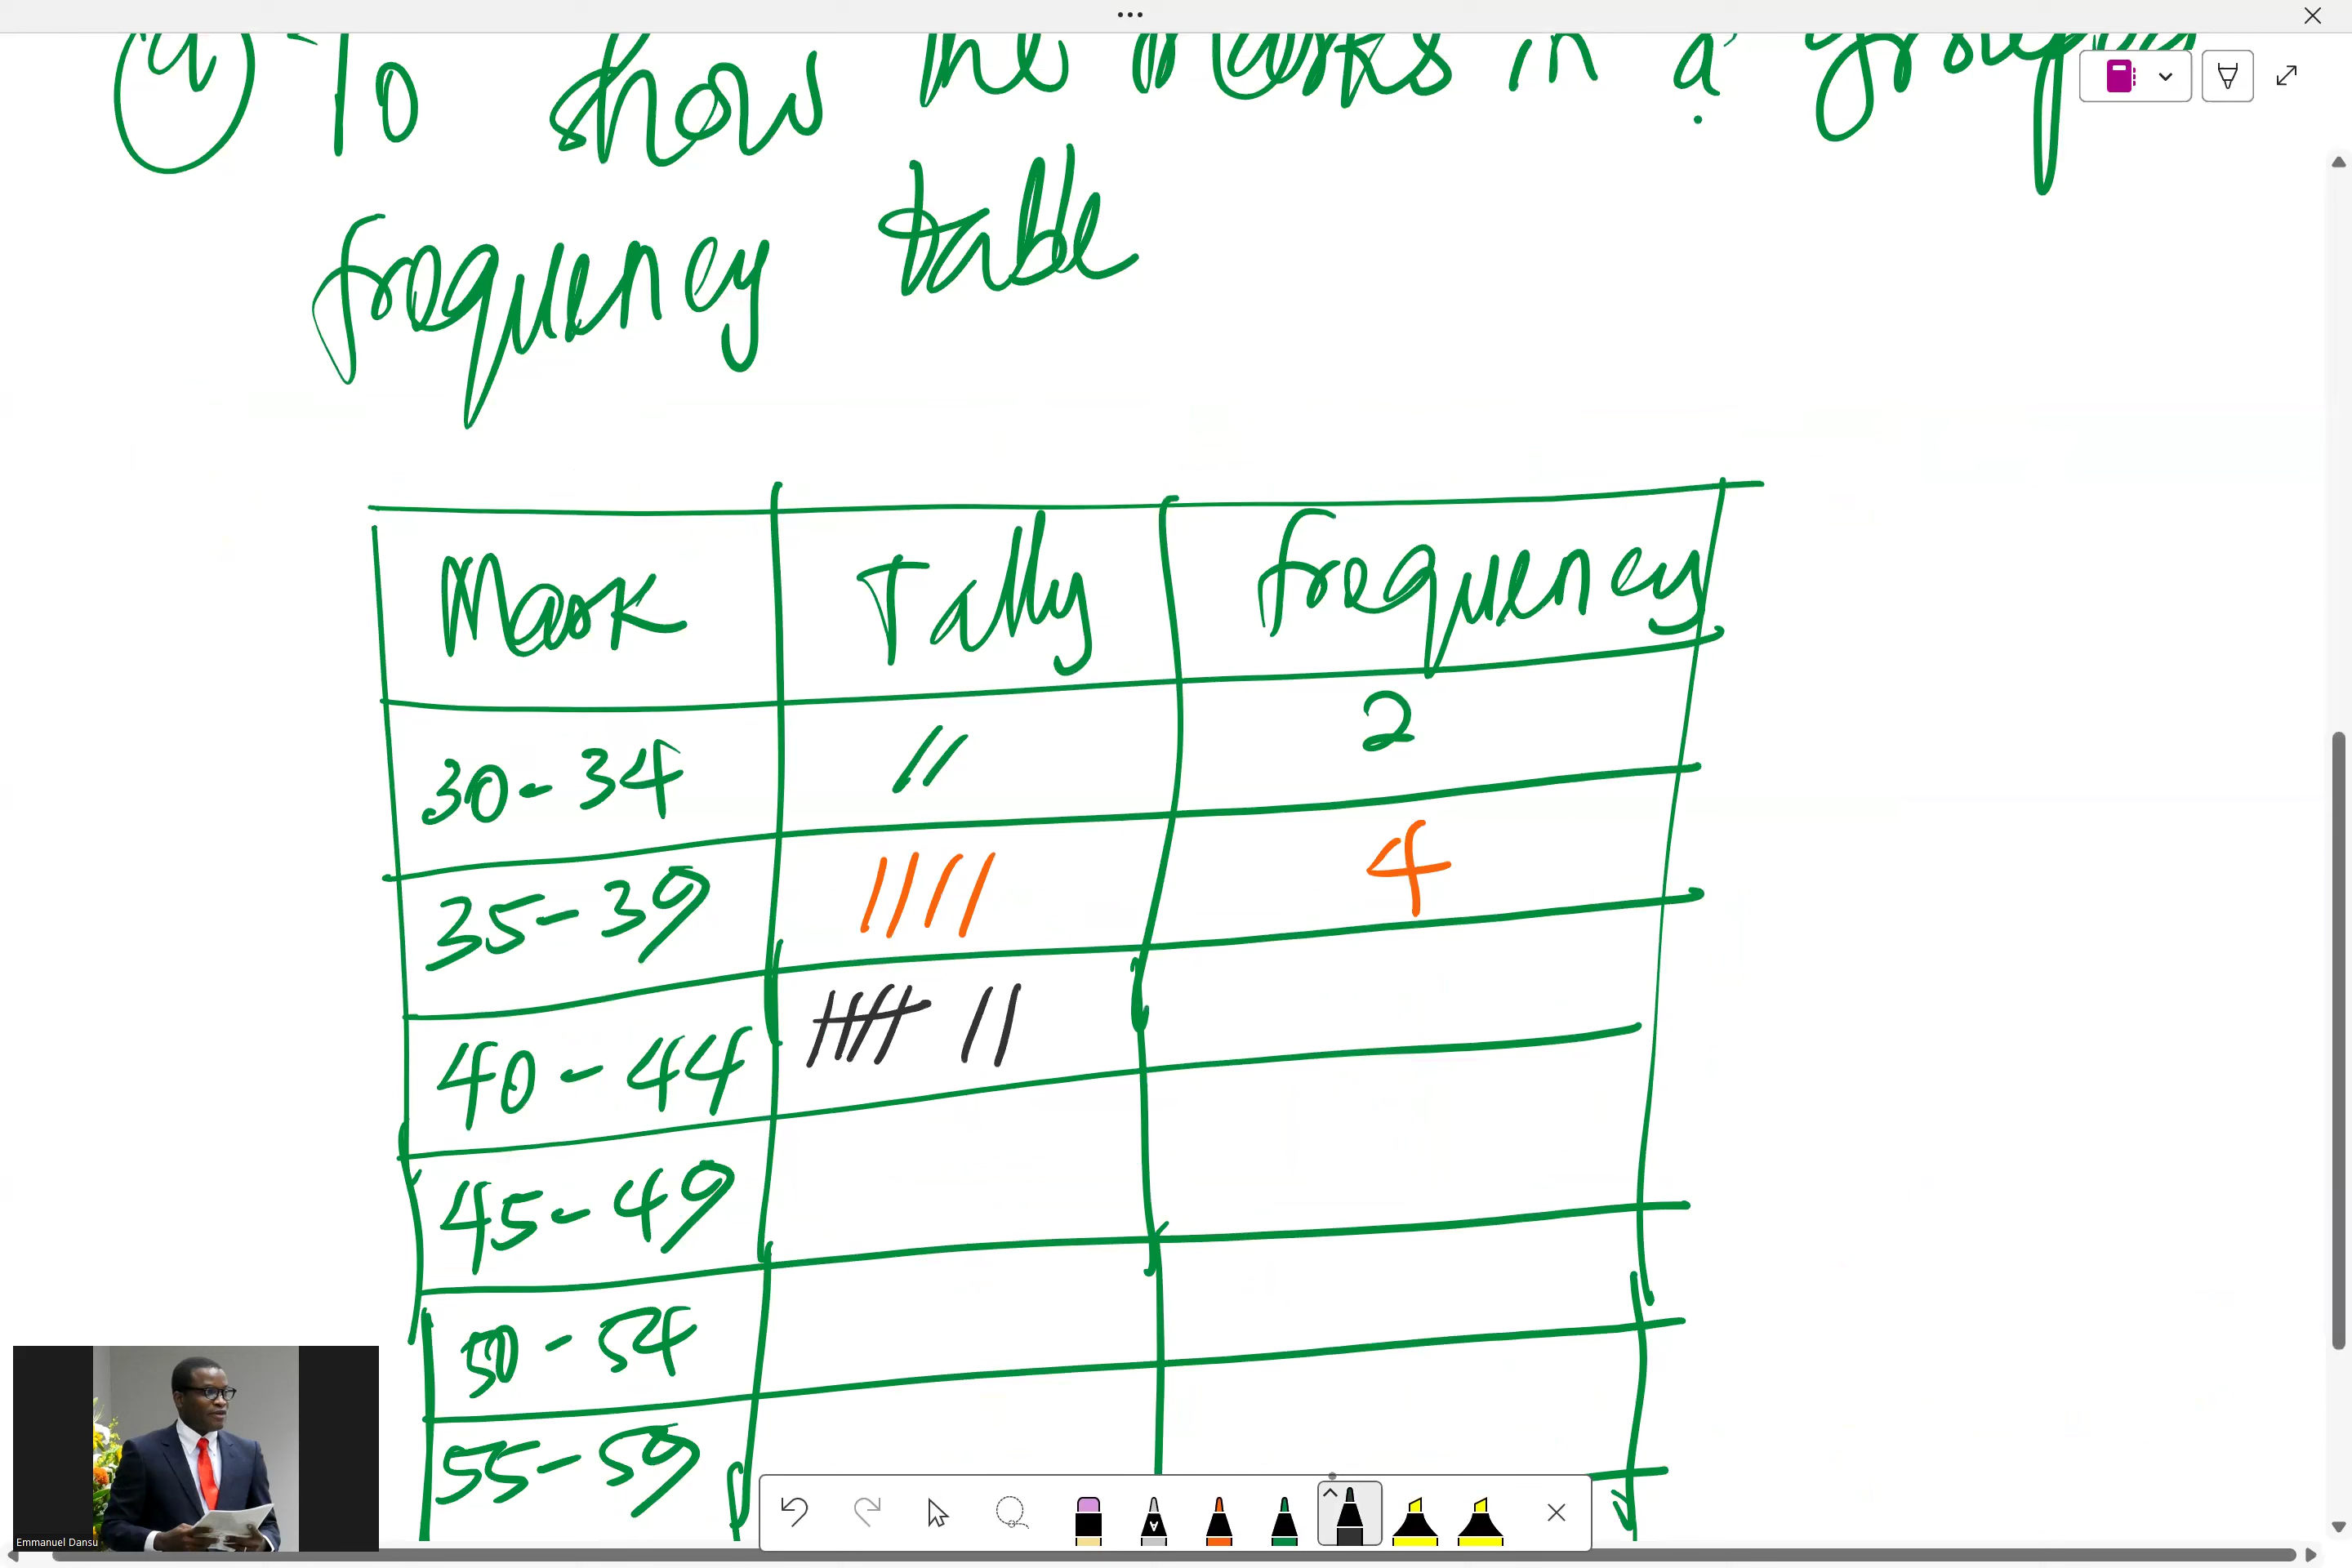 (a) To show the marks in a grouped
frequency table
Mark Tally frequency
30 - 34 || 2
35 - 39 |||| 4
40 - 44 |||| ||
45 - 49
50 - 54
55 - 59
Emmanuel Dansu